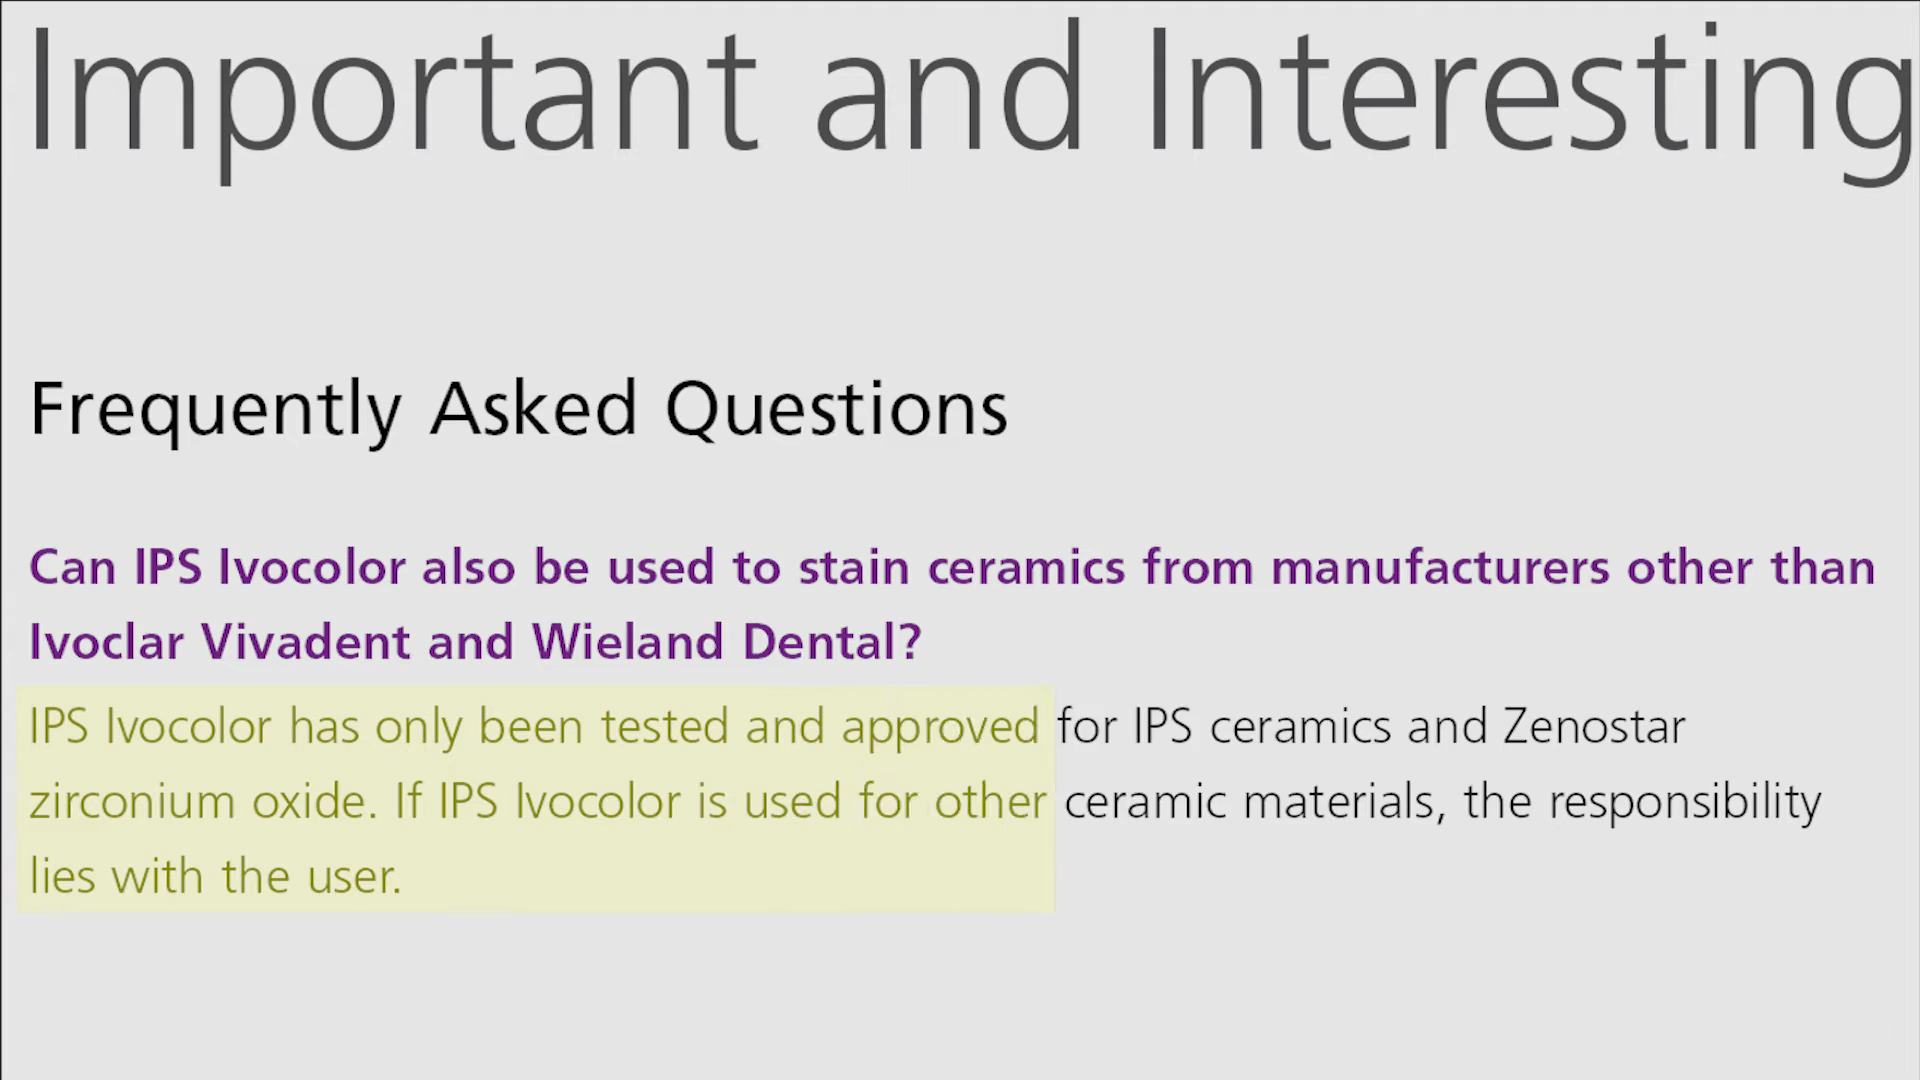 Important and Interesting
Frequently Asked Questions
Can IPS Ivocolor also be used to stain ceramics from manufacturers other than
Ivoclar Vivadent and Wieland Dental?
IPS Ivocolor has only been tested and approved for IPS ceramics and Zenostar
zirconium oxide. If IPS Ivocolor is used for other ceramic materials, the responsibility
lies with the user.